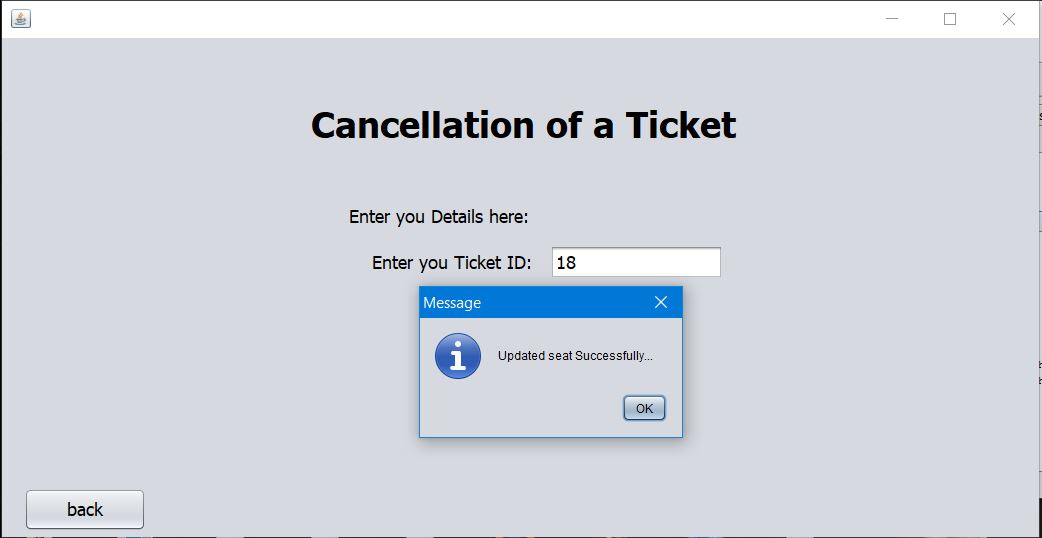 Cancellation of a Ticket
Enter you Details here:
Enter you Ticket ID: 18
Message
Updated seat Successfully...
OK
back